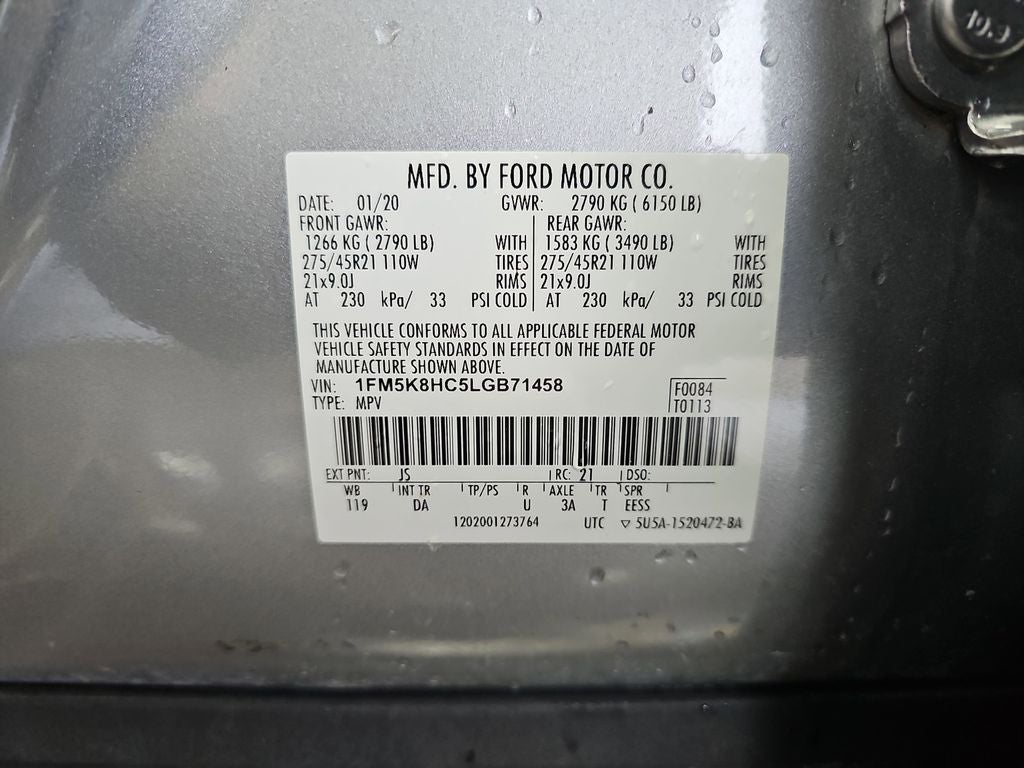 10.9
MFD. BY FORD MOTOR CO.
DATE: 01/20 GVWR: 2790 KG ( 6150 LB)
FRONT GAWR: REAR GAWR:
1266 KG ( 2790 LB) WITH 1583 KG ( 3490 LB) WITH
275/45R21 110W TIRES 275/45R21 110W TIRES
21x9.0J RIMS 21x9.0J RIMS
AT 230 kPa/ 33 PSI COLD AT 230 kPa/ 33 PSI COLD
THIS VEHICLE CONFORMS TO ALL APPLICABLE FEDERAL MOTOR
VEHICLE SAFETY STANDARDS IN EFFECT ON THE DATE OF
MANUFACTURE SHOWN ABOVE.
VIN: 1FM5K8HC5LGB71458 F0084
TYPE: MPV T0113
EXT PNT: JS RC: 21 DSO:
WB INT TR TP/PS R AXLE TR SPR
119 DA U 3A T EESS
1202001273764 UTC ▽ 5U5A-1520472-BA